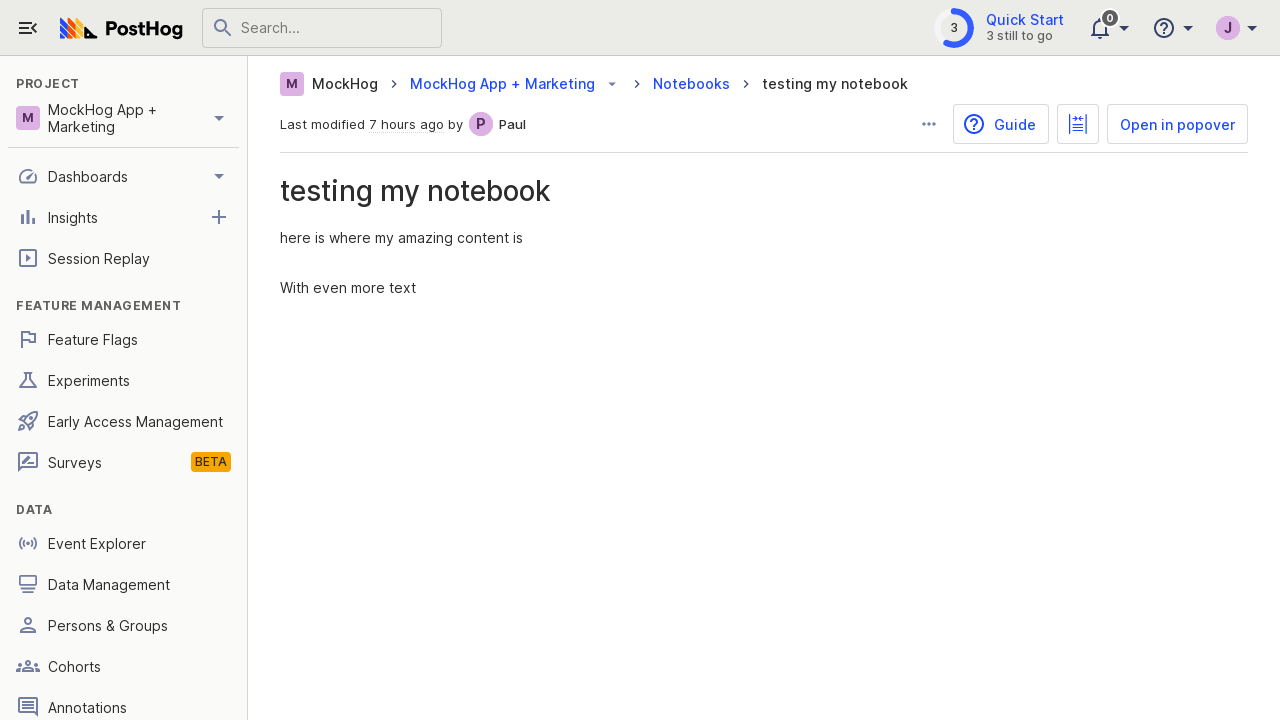 PostHog
Search...
3
Quick Start
3 still to go
0
J
PROJECT
M
MockHog App +
Marketing
Dashboards
Insights
Session Replay
FEATURE MANAGEMENT
Feature Flags
Experiments
Early Access Management
Surveys
BETA
DATA
Event Explorer
Data Management
Persons & Groups
Cohorts
Annotations
M MockHog MockHog App + Marketing Notebooks testing my notebook
Last modified 7 hours ago by P Paul
Guide
Open in popover
testing my notebook
here is where my amazing content is
With even more text